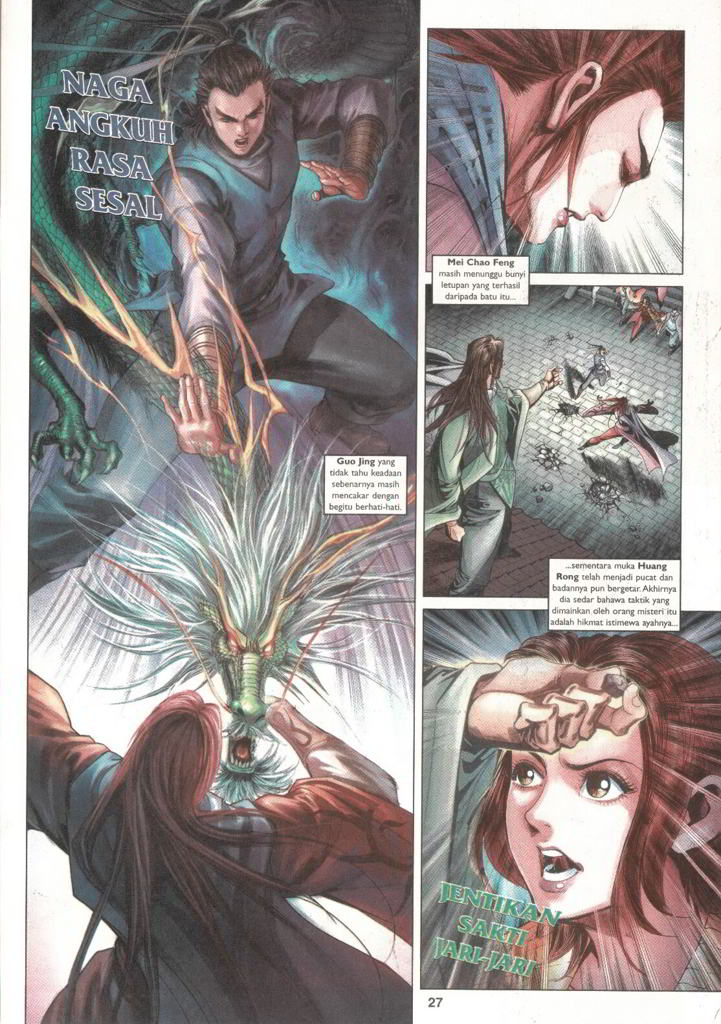 NAGA
ANGKUH
RASA
SESAL
Guo Jing yang
tidak tahu keadaan
sebenarnya masih
mencakar dengan
begitu berhati-hati.
Mei Chao Feng
masih menunggu bunyi
letupan yang terhasil
daripada batu itu...
...sementara muka Huang
Rong telah menjadi pucat dan
badannya pun bergetar. Akhirnya
dia sedar bahawa taktik yang
dimainkan oleh orang misteri itu
adalah hikmat istimewa ayahnya...
JENTIKAN
SAKTI
JARI-JARI
27